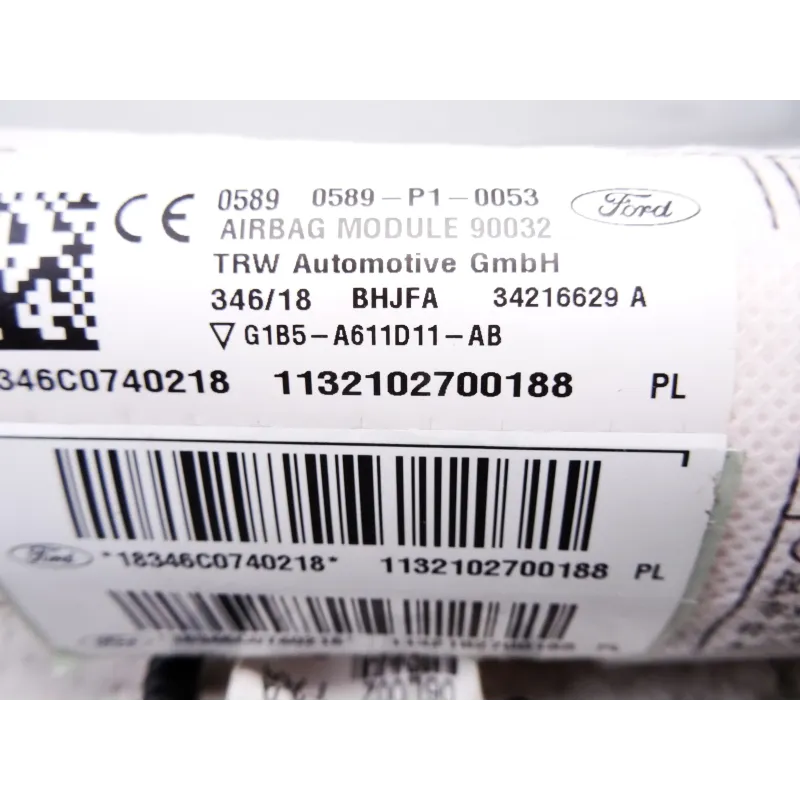 CE 0589 0589-P1-0053 Ford
AIRBAG MODULE 90032
TRW Automotive GmbH
346/18 BHJFA 34216629 A
▽ G1B5-A611D11-AB
346C0740218 1132102700188 PL
Ford *18346C0740218* 1132102700188 PL